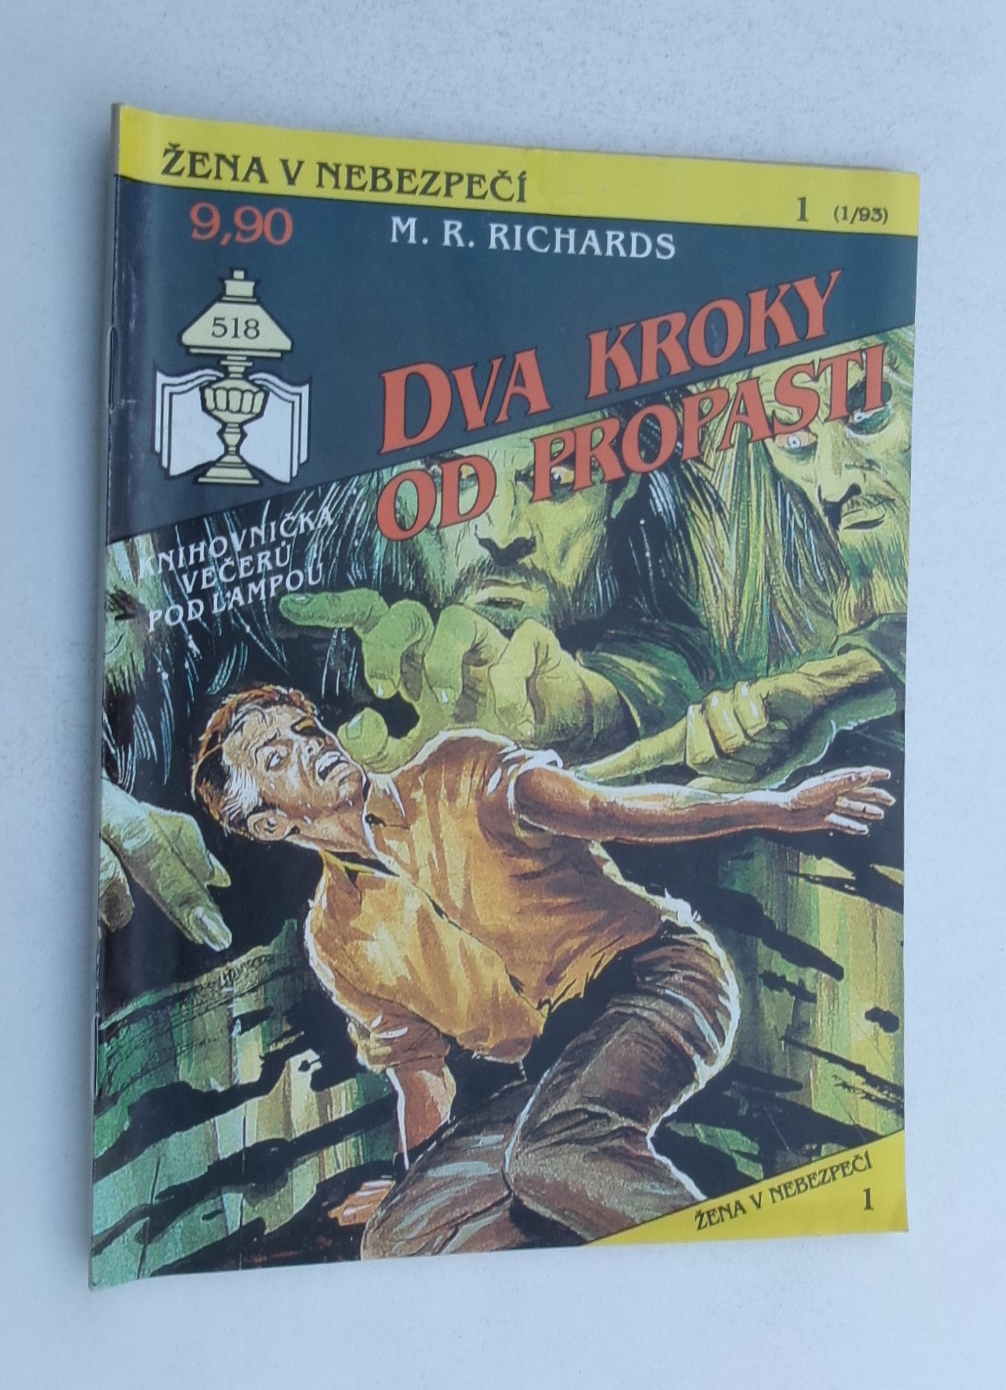 ŽENA V NEBEZPEČÍ
1 (1/93)
9,90
M. R. RICHARDS
518
DVA KROKY
OD PROPASTI
KNIHOVNIČKA
VEČERŮ
POD LAMPOU
ŽENA V NEBEZPEČÍ
1